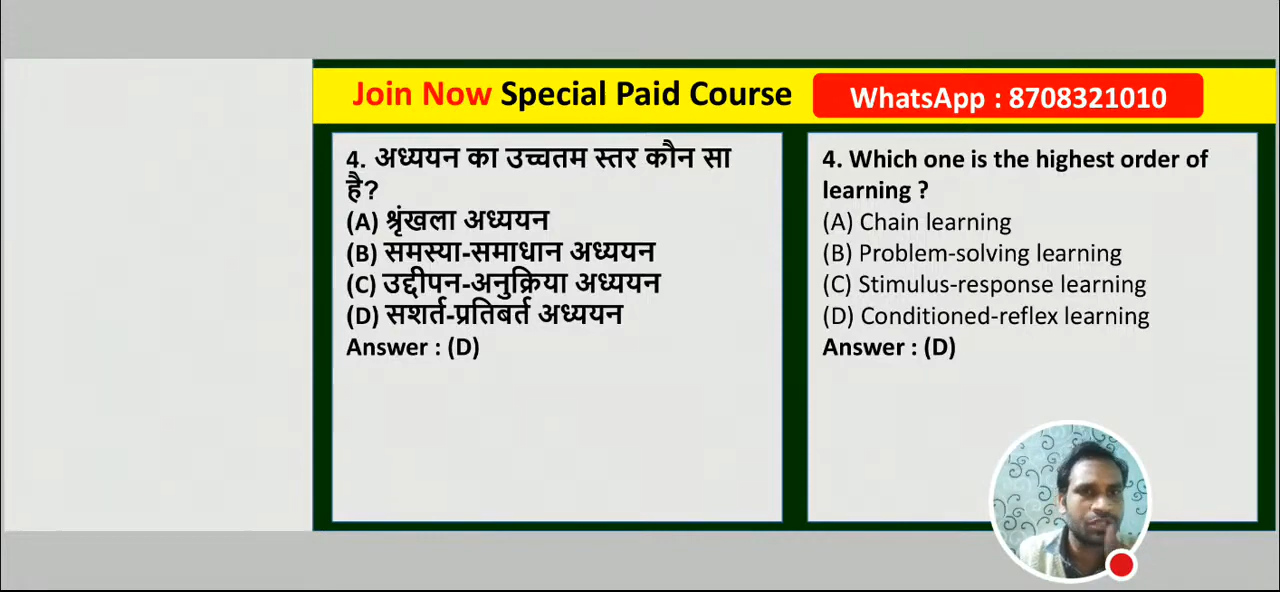 Join Now Special Paid Course
WhatsApp : 8708321010
4. अध्ययन का उच्चतम स्तर कौन सा
है?
(A) श्रृंखला अध्ययन
(B) समस्या-समाधान अध्ययन
(C) उद्दीपन-अनुक्रिया अध्ययन
(D) सशर्त-प्रतिबर्त अध्ययन
Answer : (D)
4. Which one is the highest order of
learning ?
(A) Chain learning
(B) Problem-solving learning
(C) Stimulus-response learning
(D) Conditioned-reflex learning
Answer : (D)